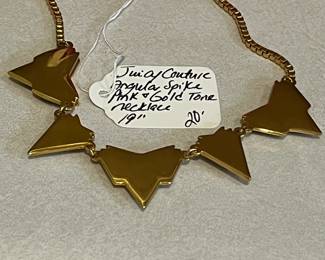 Juicy Couture
Angular Spike
Pink & Gold Tone
necklace
19" 20'